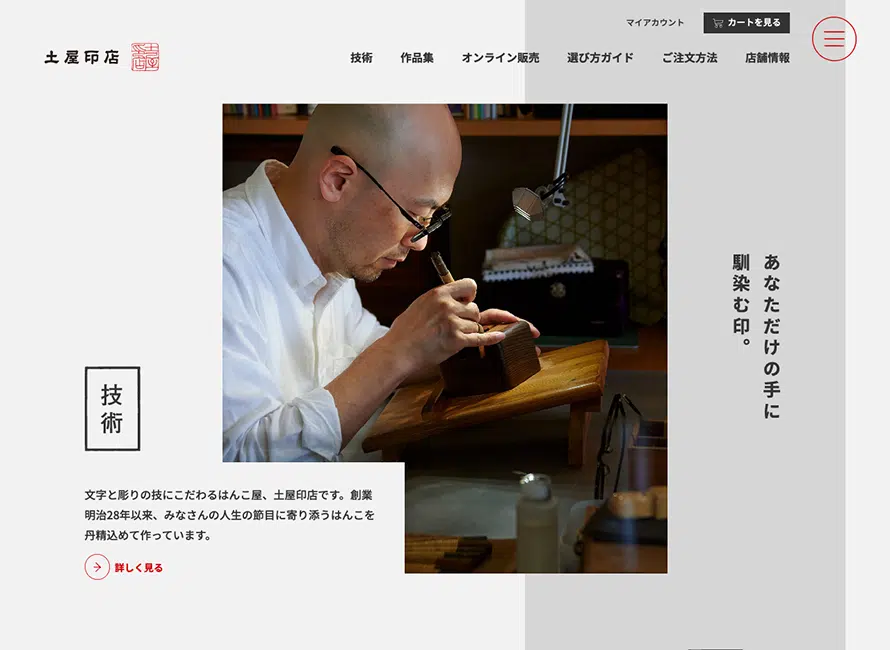 マイアカウント
カートを見る
土屋印店
技術
作品集
オンライン販売
選び方ガイド
ご注文方法
店舗情報
あなただけの手に
馴染む印。
技術
文字と彫りの技にこだわるはんこ屋、土屋印店です。創業
明治28年以来、みなさんの人生の節目に寄り添うはんこを
丹精込めて作っています。
詳しく見る